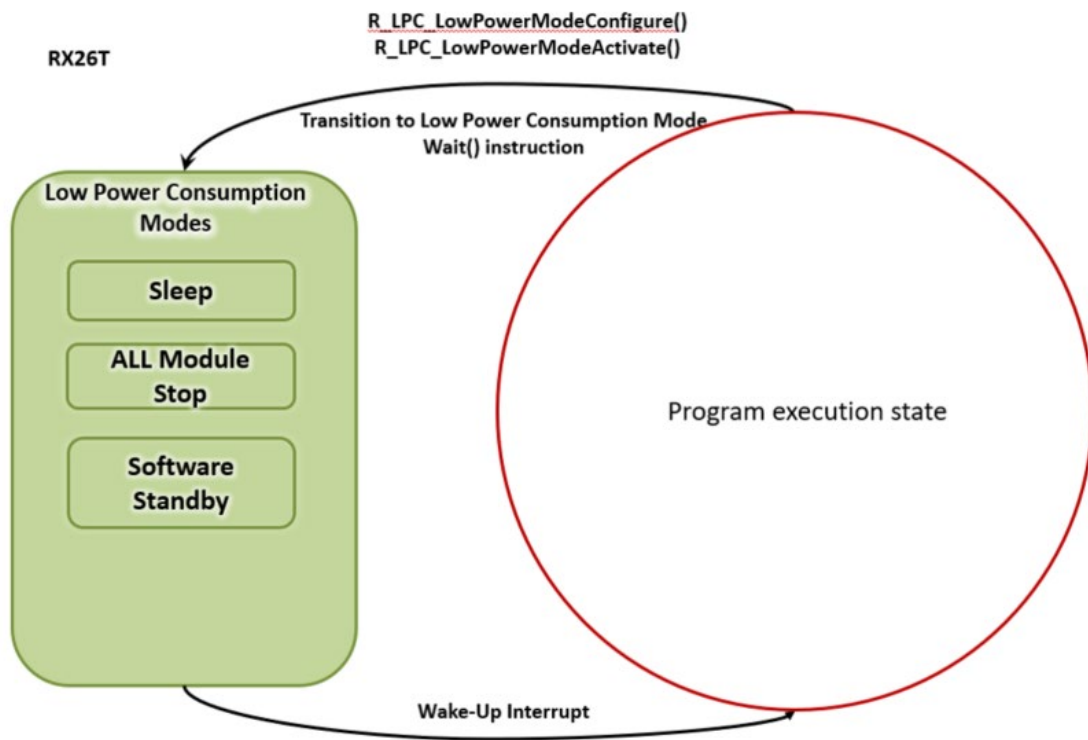 R_LPC_LowPowerModeConfigure()
R_LPC_LowPowerModeActivate()
RX26T
Transition to Low Power Consumption Mode
Wait() instruction
Low Power Consumption
Modes
Sleep
ALL Module
Stop
Software
Standby
Program execution state
Wake-Up Interrupt